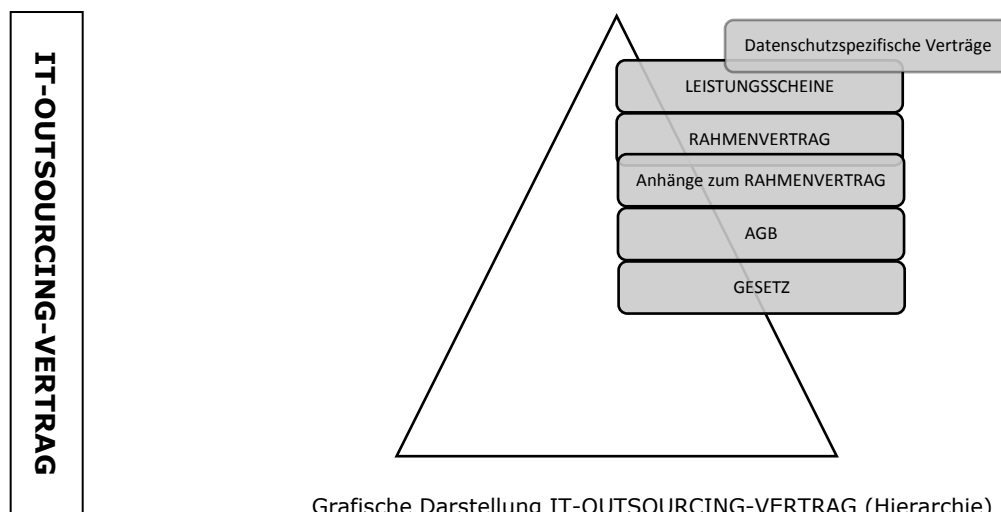 IT-OUTSOURCING-VERTRAG
Datenschutzspezifische Verträge
LEISTUNGSSCHEINE
RAHMENVERTRAG
Anhänge zum RAHMENVERTRAG
AGB
GESETZ
Grafische Darstellung IT-OUTSOURCING-VERTRAG (Hierarchie)